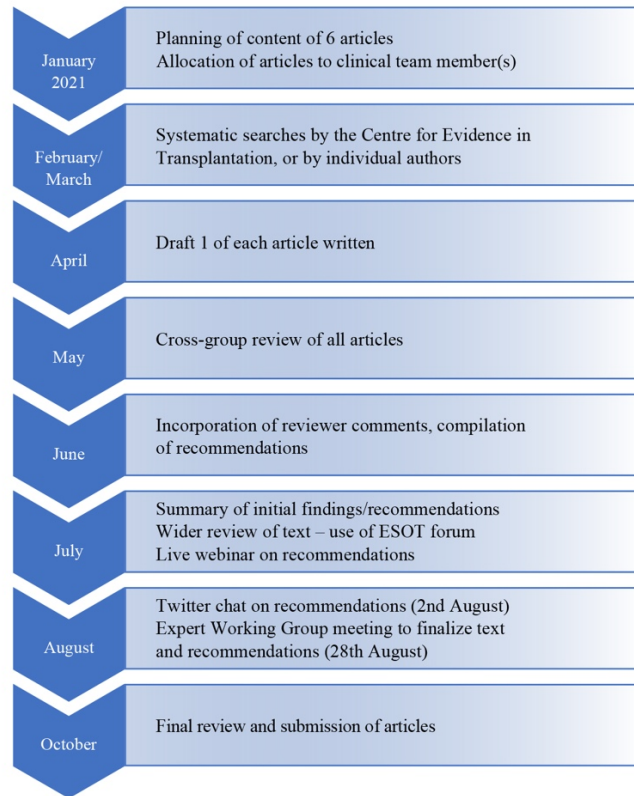 January
2021
Planning of content of 6 articles
Allocation of articles to clinical team member(s)
February/
March
Systematic searches by the Centre for Evidence in
Transplantation, or by individual authors
April
Draft 1 of each article written
May
Cross-group review of all articles
June
Incorporation of reviewer comments, compilation
of recommendations
July
Summary of initial findings/recommendations
Wider review of text – use of ESOT forum
Live webinar on recommendations
August
Twitter chat on recommendations (2nd August)
Expert Working Group meeting to finalize text
and recommendations (28th August)
October
Final review and submission of articles